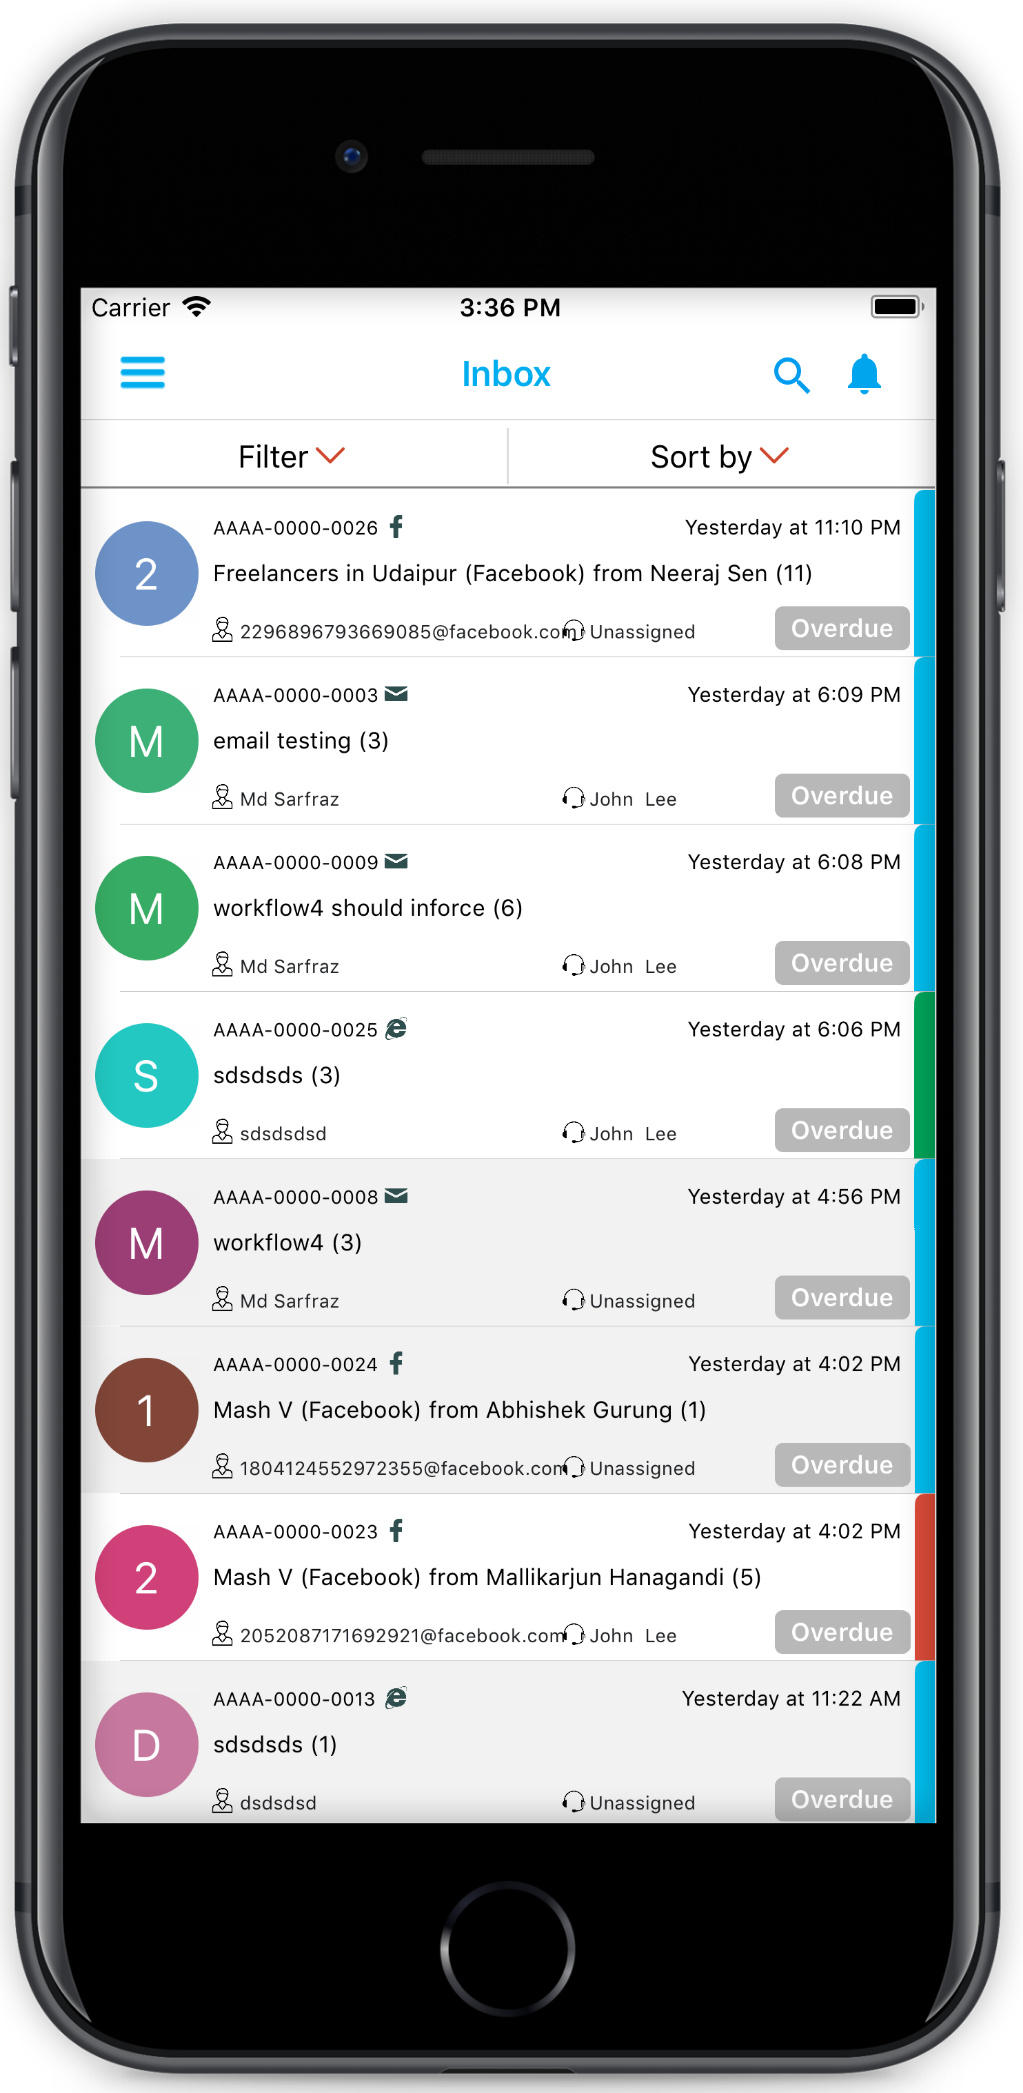 Carrier 3:36 PM
Inbox
Filter Sort by
AAAA-0000-0026 Yesterday at 11:10 PM
2
Freelancers in Udaipur (Facebook) from Neeraj Sen (11)
2296896793669085@facebook.com Unassigned Overdue
AAAA-0000-0003 Yesterday at 6:09 PM
M
email testing (3)
Md Sarfraz John Lee Overdue
AAAA-0000-0009 Yesterday at 6:08 PM
M
workflow4 should inforce (6)
Md Sarfraz John Lee Overdue
AAAA-0000-0025 Yesterday at 6:06 PM
S
sdsdsds (3)
sdsdsdsd John Lee Overdue
AAAA-0000-0008 Yesterday at 4:56 PM
M
workflow4 (3)
Md Sarfraz Unassigned Overdue
AAAA-0000-0024 Yesterday at 4:02 PM
1
Mash V (Facebook) from Abhishek Gurung (1)
1804124552972355@facebook.com Unassigned Overdue
AAAA-0000-0023 Yesterday at 4:02 PM
2
Mash V (Facebook) from Mallikarjun Hanagandi (5)
2052087171692921@facebook.com John Lee Overdue
AAAA-0000-0013 Yesterday at 11:22 AM
D
sdsdsds (1)
dsdsdsd Unassigned Overdue